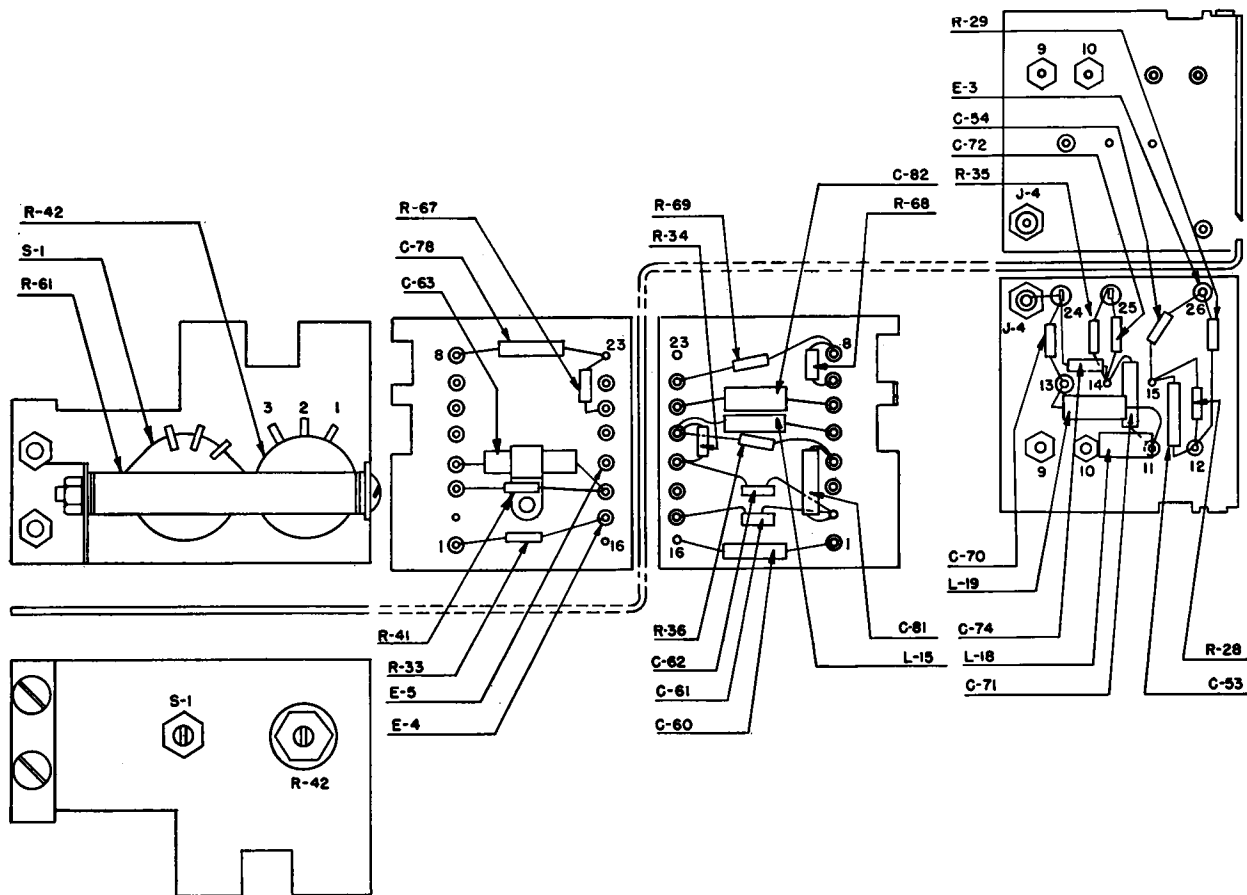 R-42
S-1
R-61
3 2 1
S-1
R-42
R-67
C-78
C-63
8
23
1
16
R-41
R-33
E-5
E-4
R-69
R-34
C-82
R-68
23
8
16
1
R-36
C-62
C-61
C-60
C-81
L-15
R-29
E-3
C-54
C-72
R-35
9 10
J-4
J-4
24
25
26
13
14
15
9
10
11
12
C-70
L-19
C-74
L-18
C-71
R-28
C-53